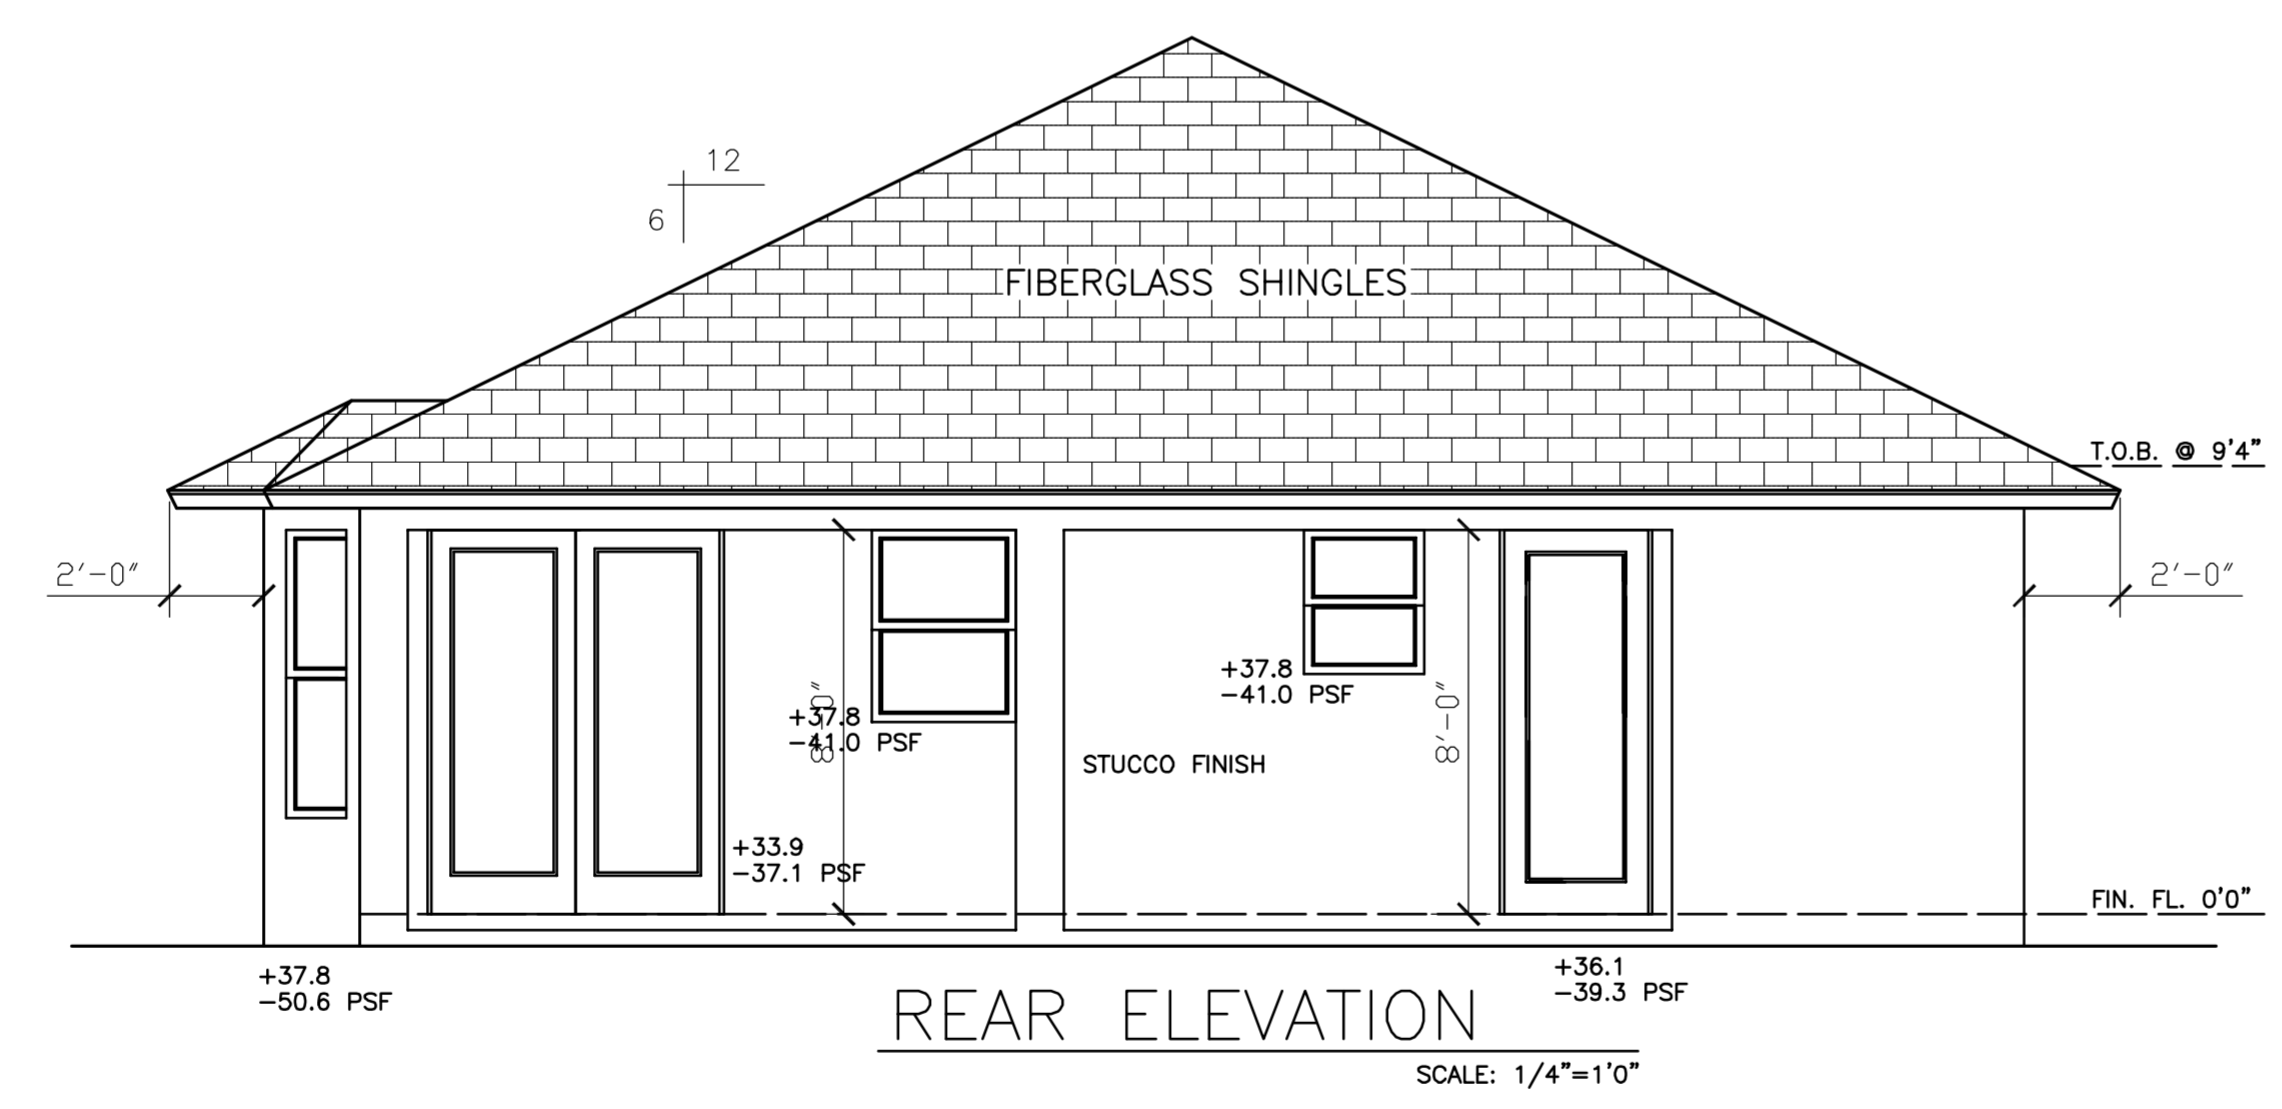 12
6
FIBERGLASS SHINGLES
T.O.B. @ 9'4"
2'-0"
2'-0"
+37.8
-41.0 PSF
8'-0"
+37.8
-41.0 PSF
8'-0"
STUCCO FINISH
+33.9
-37.1 PSF
FIN. FL. 0'0"
+37.8
-50.6 PSF
+36.1
-39.3 PSF
REAR ELEVATION
SCALE: 1/4"=1'0"